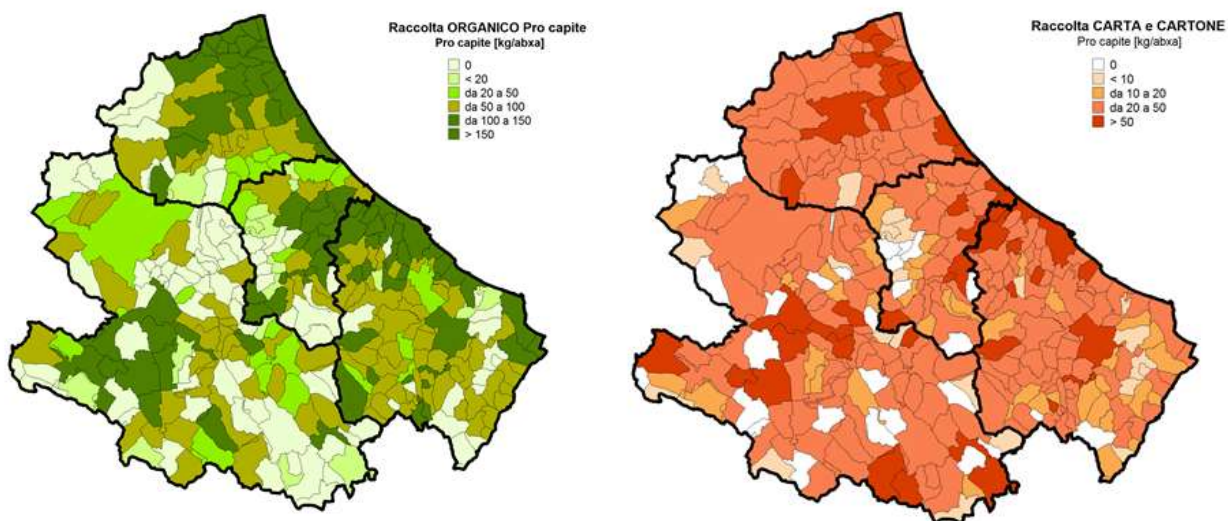 Raccolta ORGANICO Pro capite
Pro capite [kg/abxa]
0
< 20
da 20 a 50
da 50 a 100
da 100 a 150
> 150
Raccolta CARTA e CARTONE
Pro capite [kg/abxa]
0
< 10
da 10 a 20
da 20 a 50
> 50